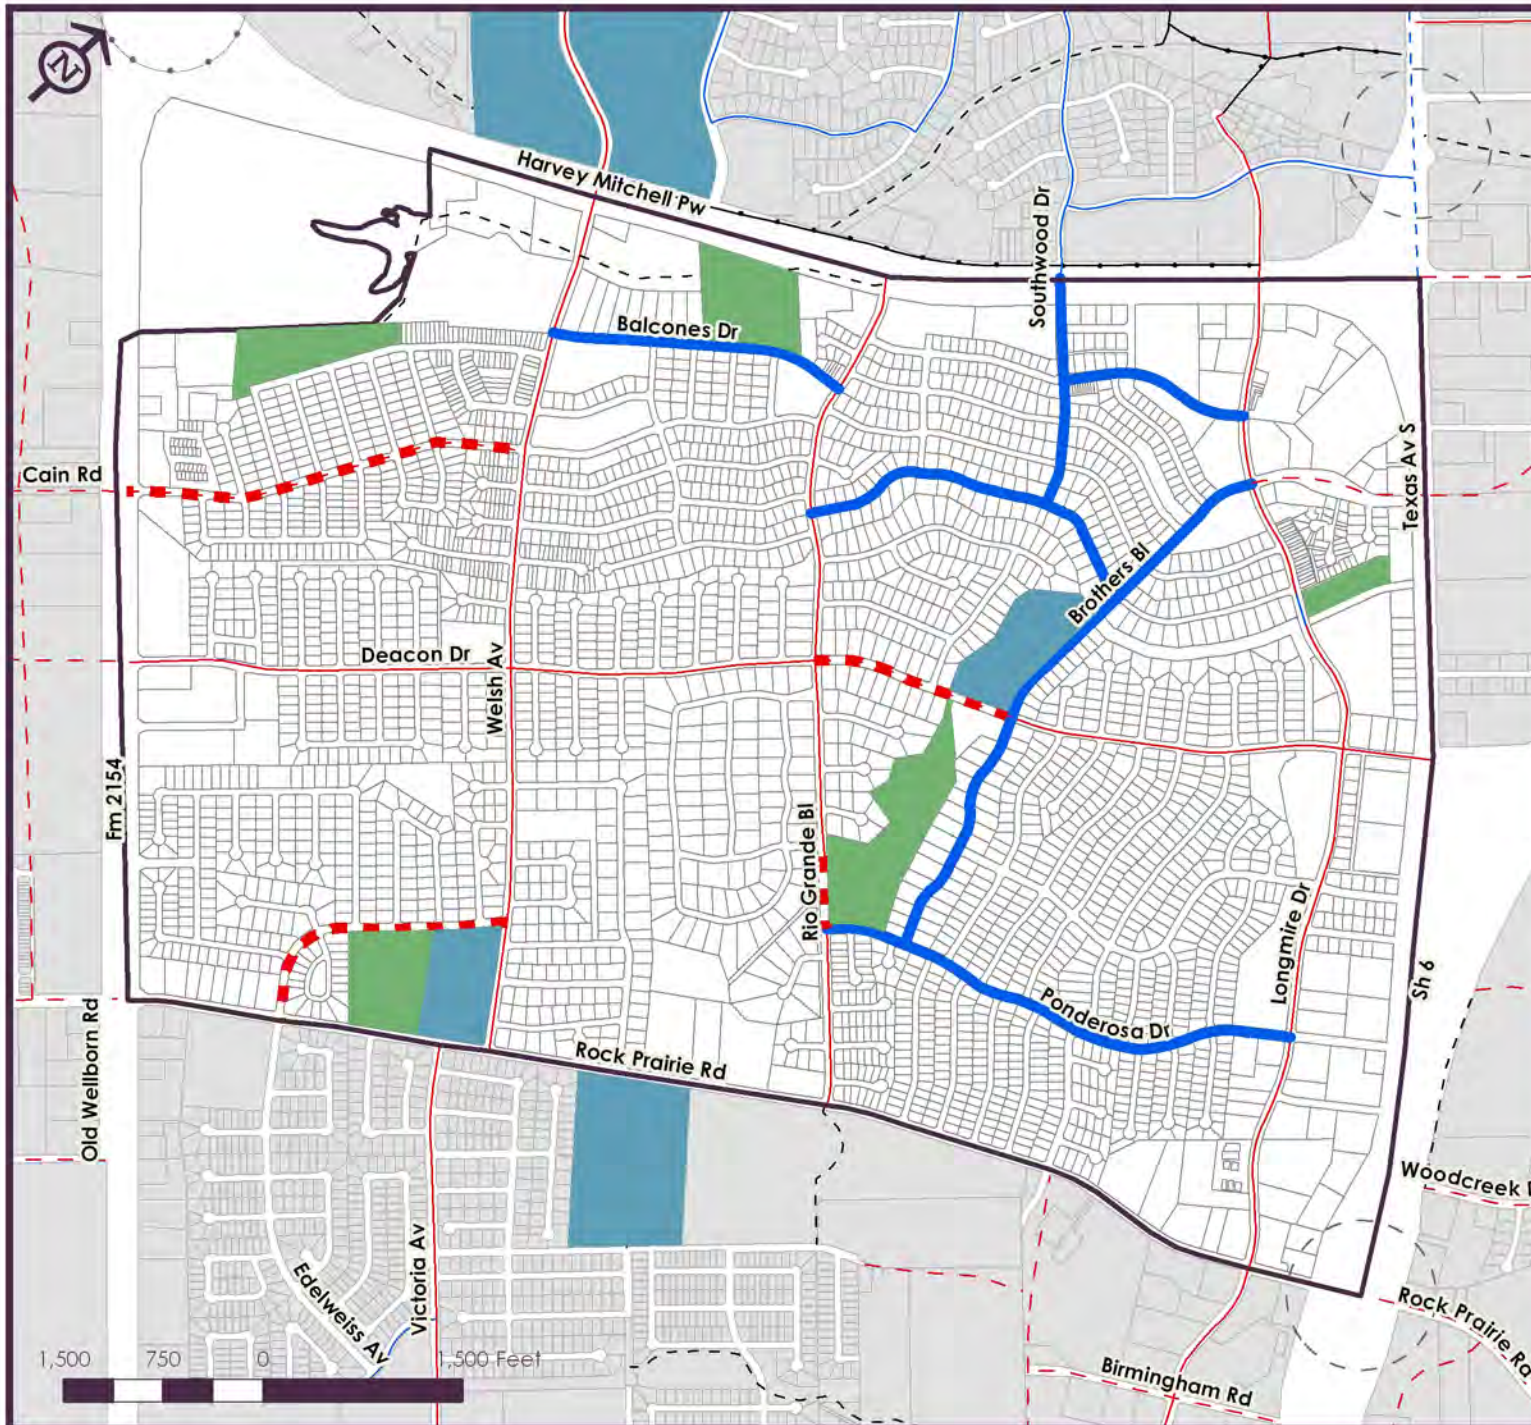 N
Harvey Mitchell Pw
Southwood Dr
Balcones Dr
Cain Rd
Texas Av S
Brothers Bl
Deacon Dr
Welsh Av
Fm 2154
Rio Grande Bl
Longmire Dr
Sh 6
Ponderosa Dr
Old Wellborn Rd
Rock Prairie Rd
Woodcreek
Edelweiss Av
Victoria Av
Rock Prairie Rd
Birmingham Rd
1,500 750 0 1,500 Feet